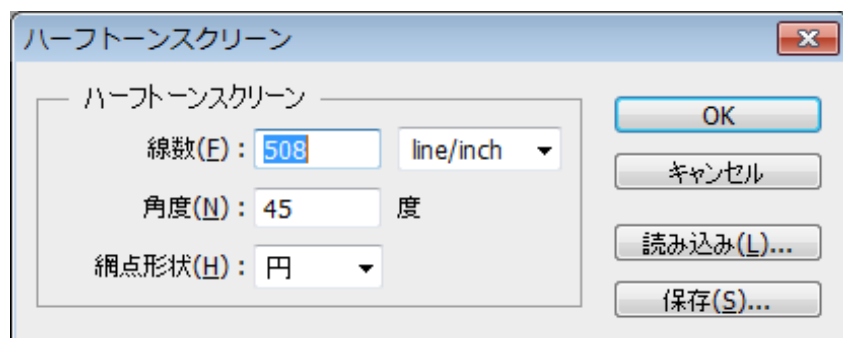 ハーフトーンスクリーン
ハーフトーンスクリーン
線数(F): 508 line/inch
角度(N): 45 度
網点形状(H): 円
OK
キャンセル
読み込み(L)...
保存(S)...